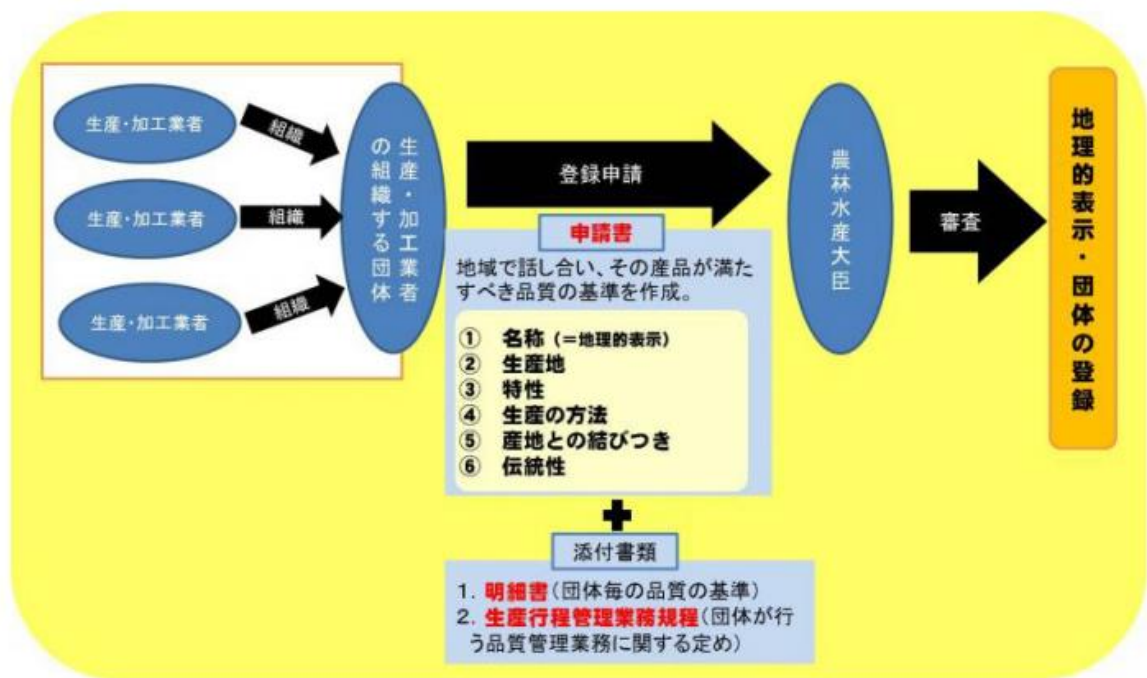 生産・加工業者
組織
生産・加工業者
組織
生産・加工業者
組織
生産・加工業者
の組織する団体
登録申請
申請書
地域で話し合い、その産品が満た
すべき品質の基準を作成。
① 名称（＝地理的表示）
② 生産地
③ 特性
④ 生産の方法
⑤ 産地との結びつき
⑥ 伝統性
添付書類
1. 明細書（団体毎の品質の基準）
2. 生産行程管理業務規程（団体が行
う品質管理業務に関する定め）
農林水産大臣
審査
地理的表示・団体の登録